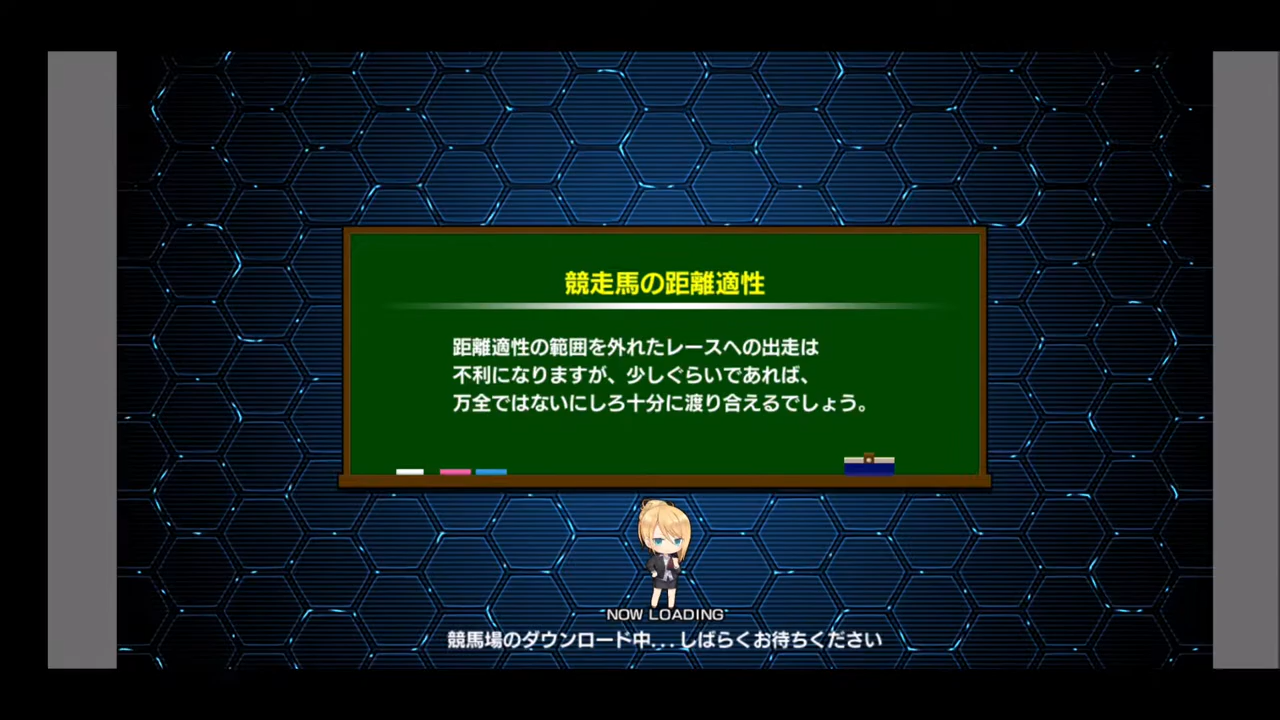 競走馬の距離適性
距離適性の範囲を外れたレースへの出走は
不利になりますが、少しぐらいであれば、
万全ではないにしろ十分に渡り合えるでしょう。
NOW LOADING
競馬場のダウンロード中...しばらくお待ちください